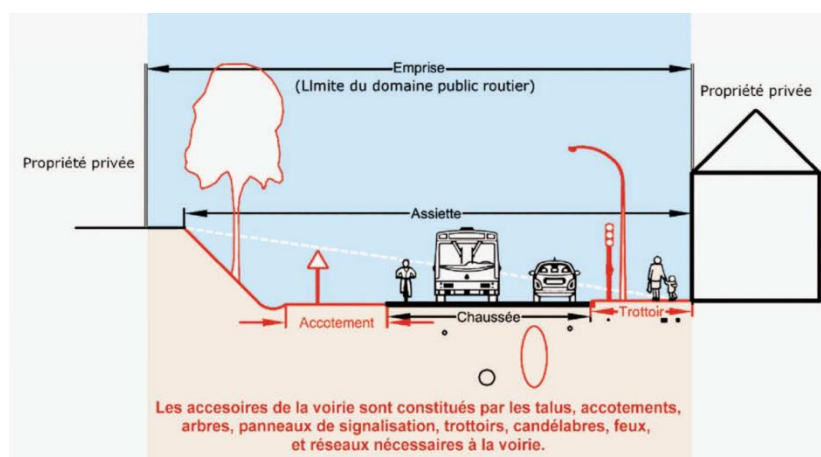 Emprise
(LImite du domaine public routier)
Propriété privée
Propriété privée
Assiette
Accotement
Chaussée
Trottoir
Les accesoires de la voirie sont constitués par les talus, accotements,
arbres, panneaux de signalisation, trottoirs, candélabres, feux,
et réseaux nécessaires à la voirie.